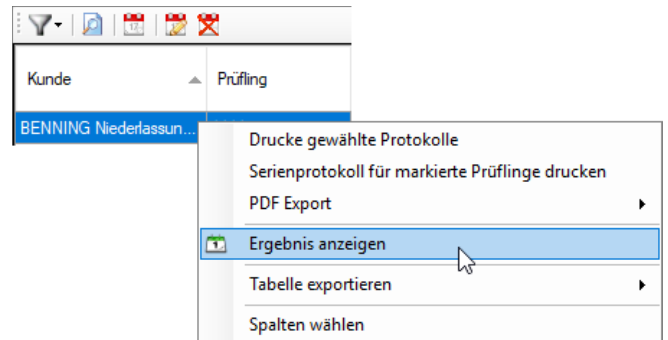 Kunde Prüfling
BENNING Niederlassun...
Drucke gewählte Protokolle
Serienprotokoll für markierte Prüflinge drucken
PDF Export
Ergebnis anzeigen
Tabelle exportieren
Spalten wählen